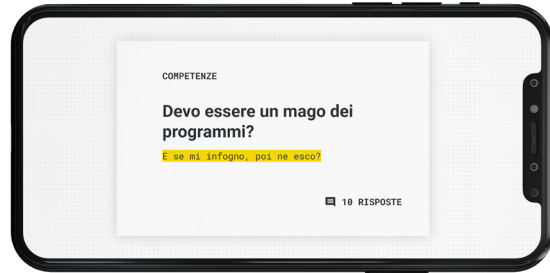 COMPETENZE
Devo essere un mago dei
programmi?
E se mi infogno, poi ne esco?
10 RISPOSTE